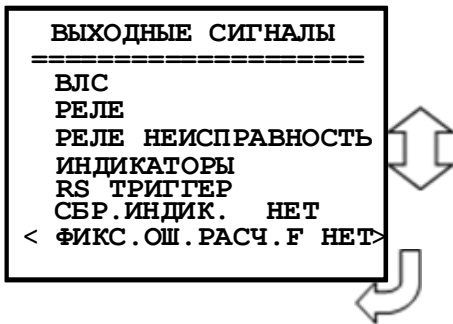 ВЫХОДНЫЕ СИГНАЛЫ
====================
ВЛС
РЕЛЕ
РЕЛЕ НЕИСПРАВНОСТЬ
ИНДИКАТОРЫ
RS ТРИГГЕР
СБР.ИНДИК. НЕТ
< ФИКС.ОШ.РАСЧ.F НЕТ>